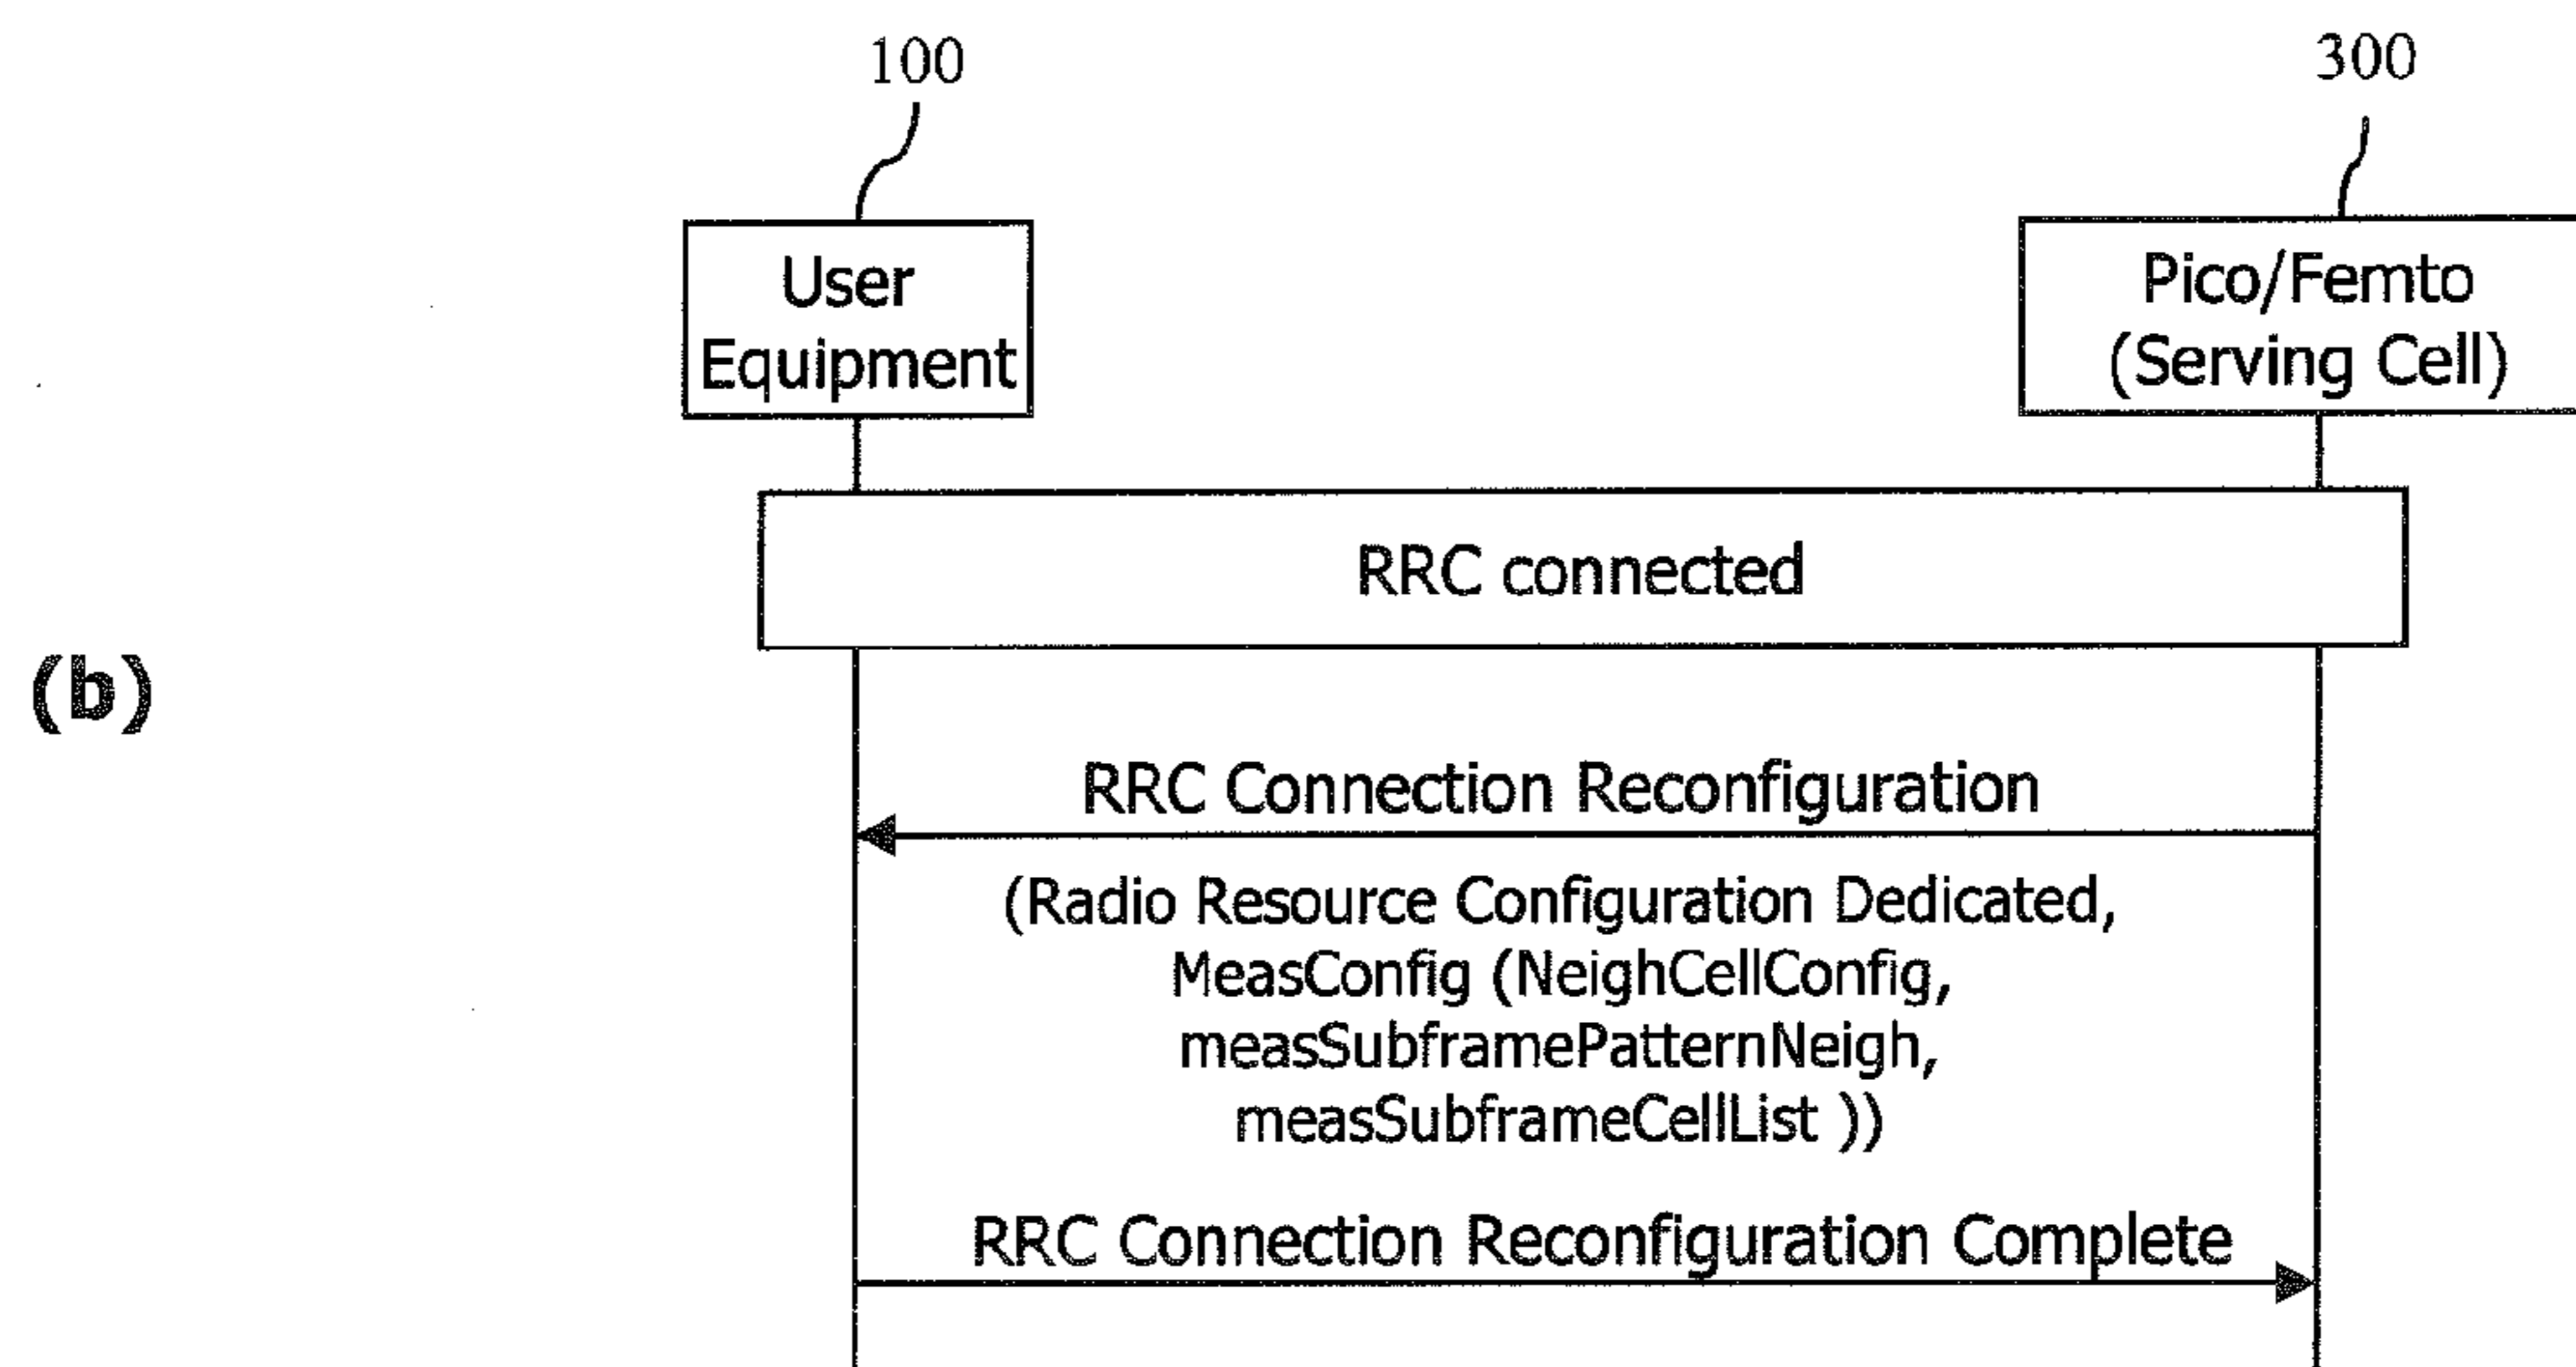 100
300
User
Equipment
Pico/Femto
(Serving Cell)
RRC connected
(b)
RRC Connection Reconfiguration
(Radio Resource Configuration Dedicated,
MeasConfig (NeighCellConfig,
measSubframePatternNeigh,
measSubframeCellList ))
RRC Connection Reconfiguration Complete